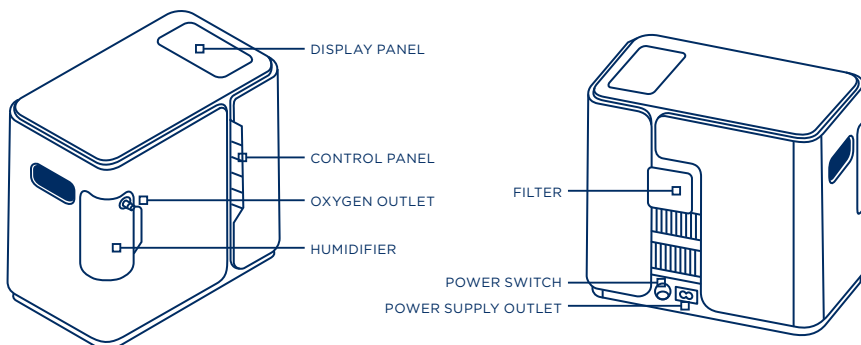 DISPLAY PANEL
CONTROL PANEL
OXYGEN OUTLET
HUMIDIFIER
FILTER
POWER SWITCH
POWER SUPPLY OUTLET